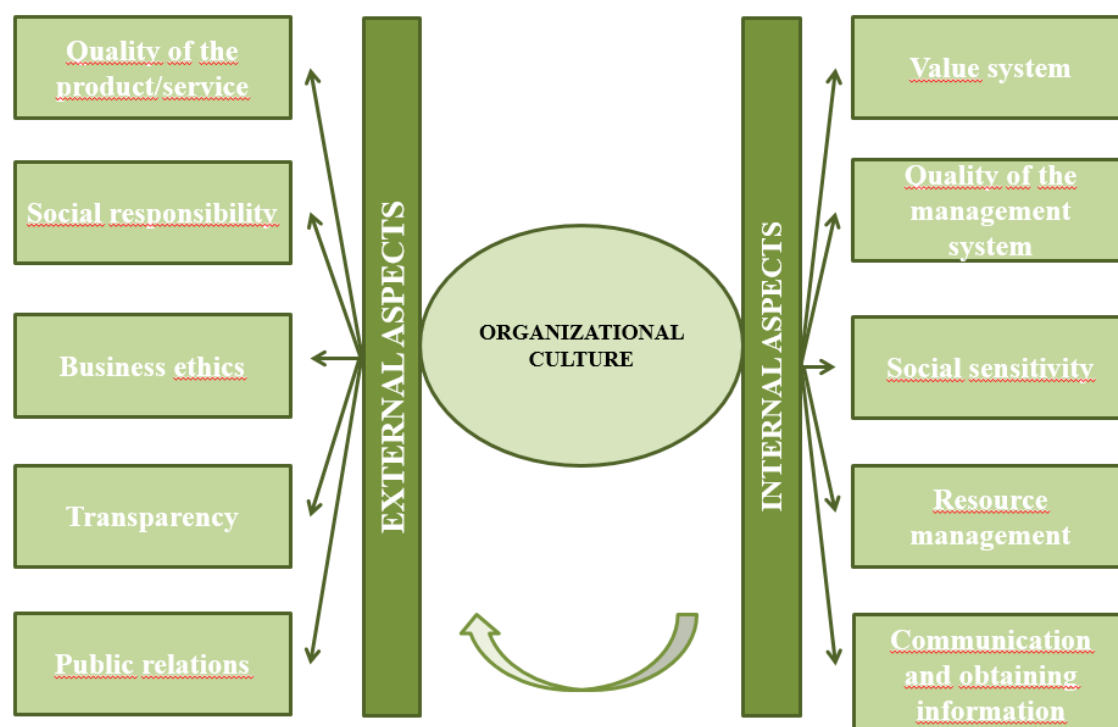 Quality of the
product/service
Social responsibility
Business ethics
Transparency
Public relations
EXTERNAL ASPECTS
ORGANIZATIONAL
CULTURE
INTERNAL ASPECTS
Value system
Quality of the
management
system
Social sensitivity
Resource
management
Communication
and obtaining
information